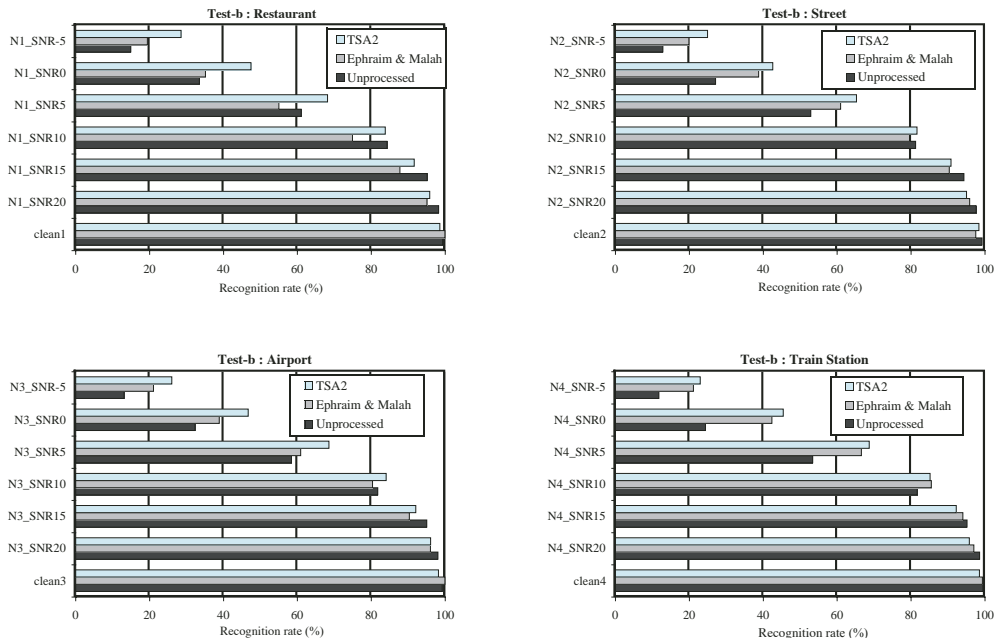 Test-b : Restaurant
N1_SNR-5
N1_SNR0
N1_SNR5
N1_SNR10
N1_SNR15
N1_SNR20
clean1
TSA2
Ephraim & Malah
Unprocessed
0 20 40 60 80 100
Recognition rate (%)
Test-b : Street
N2_SNR-5
N2_SNR0
N2_SNR5
N2_SNR10
N2_SNR15
N2_SNR20
clean2
TSA2
Ephraim & Malah
Unprocessed
0 20 40 60 80 100
Recognition rate (%)
Test-b : Airport
N3_SNR-5
N3_SNR0
N3_SNR5
N3_SNR10
N3_SNR15
N3_SNR20
clean3
TSA2
Ephraim & Malah
Unprocessed
0 20 40 60 80 100
Recognition rate (%)
Test-b : Train Station
N4_SNR-5
N4_SNR0
N4_SNR5
N4_SNR10
N4_SNR15
N4_SNR20
clean4
TSA2
Ephraim & Malah
Unprocessed
0 20 40 60 80 100
Recognition rate (%)